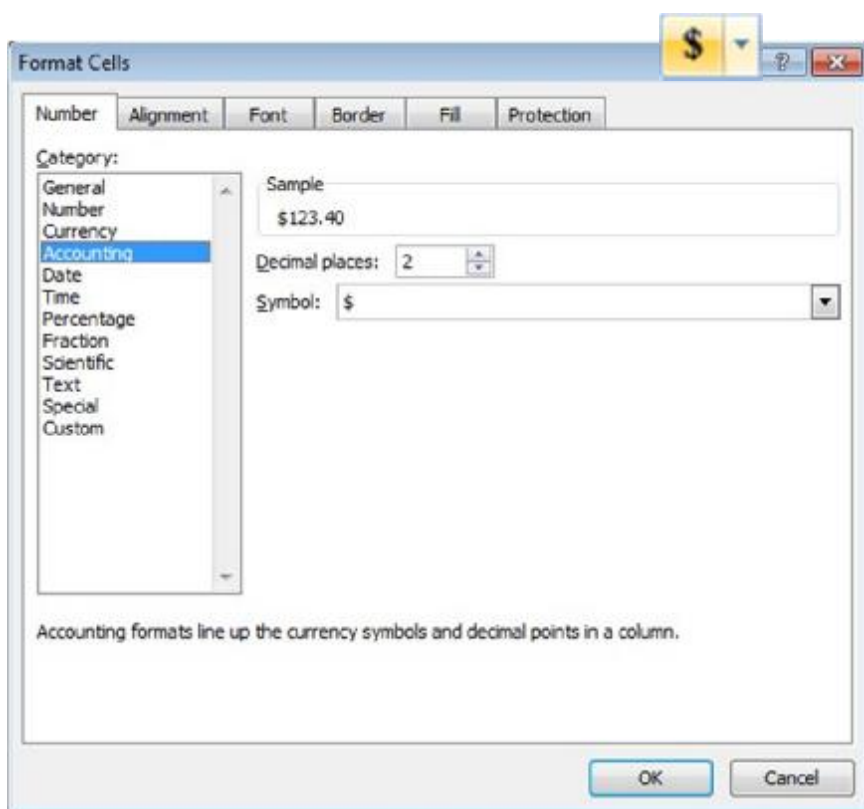 $
Format Cells
?
Number Alignment Font Border Fill Protection
Category:
General
Number
Currency
Accounting
Date
Time
Percentage
Fraction
Scientific
Text
Special
Custom
Sample
$123.40
Decimal places: 2
Symbol: $
Accounting formats line up the currency symbols and decimal points in a column.
OK Cancel